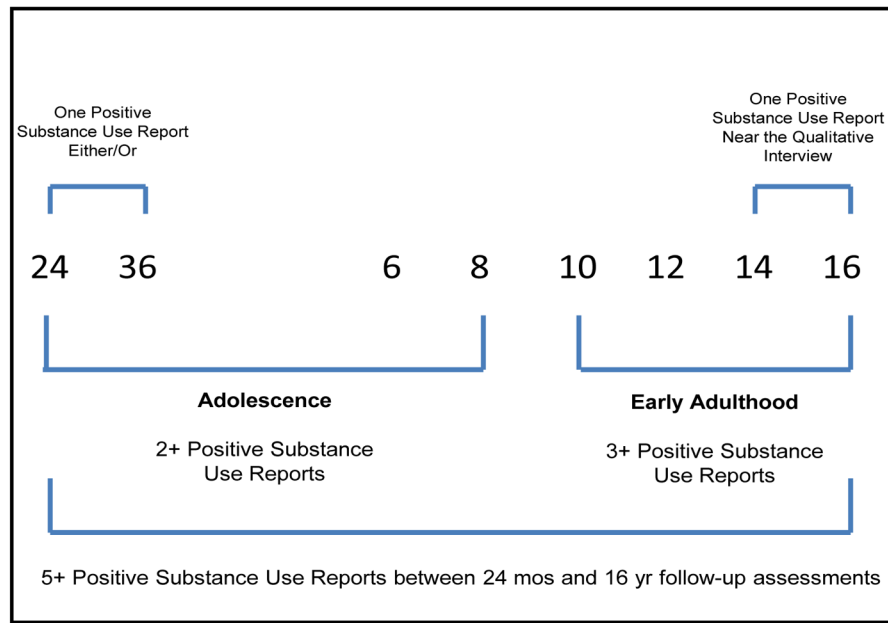 One Positive
Substance Use Report
Either/Or
One Positive
Substance Use Report
Near the Qualitative
Interview
24 36 6 8 10 12 14 16
Adolescence
2+ Positive Substance
Use Reports
Early Adulthood
3+ Positive Substance
Use Reports
5+ Positive Substance Use Reports between 24 mos and 16 yr follow-up assessments